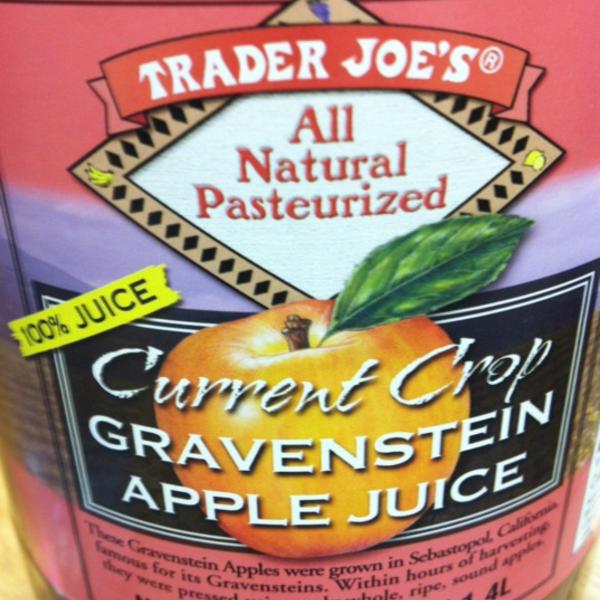 TRADER JOE'S®
All
Natural
Pasteurized
100% JUICE
Current Crop
GRAVENSTEIN
APPLE JUICE
These Gravenstein Apples were grown in Sebastopol, California,
famous for its Gravensteins. Within hours of harvesting,
they were pressed whole, ripe, sound apples.